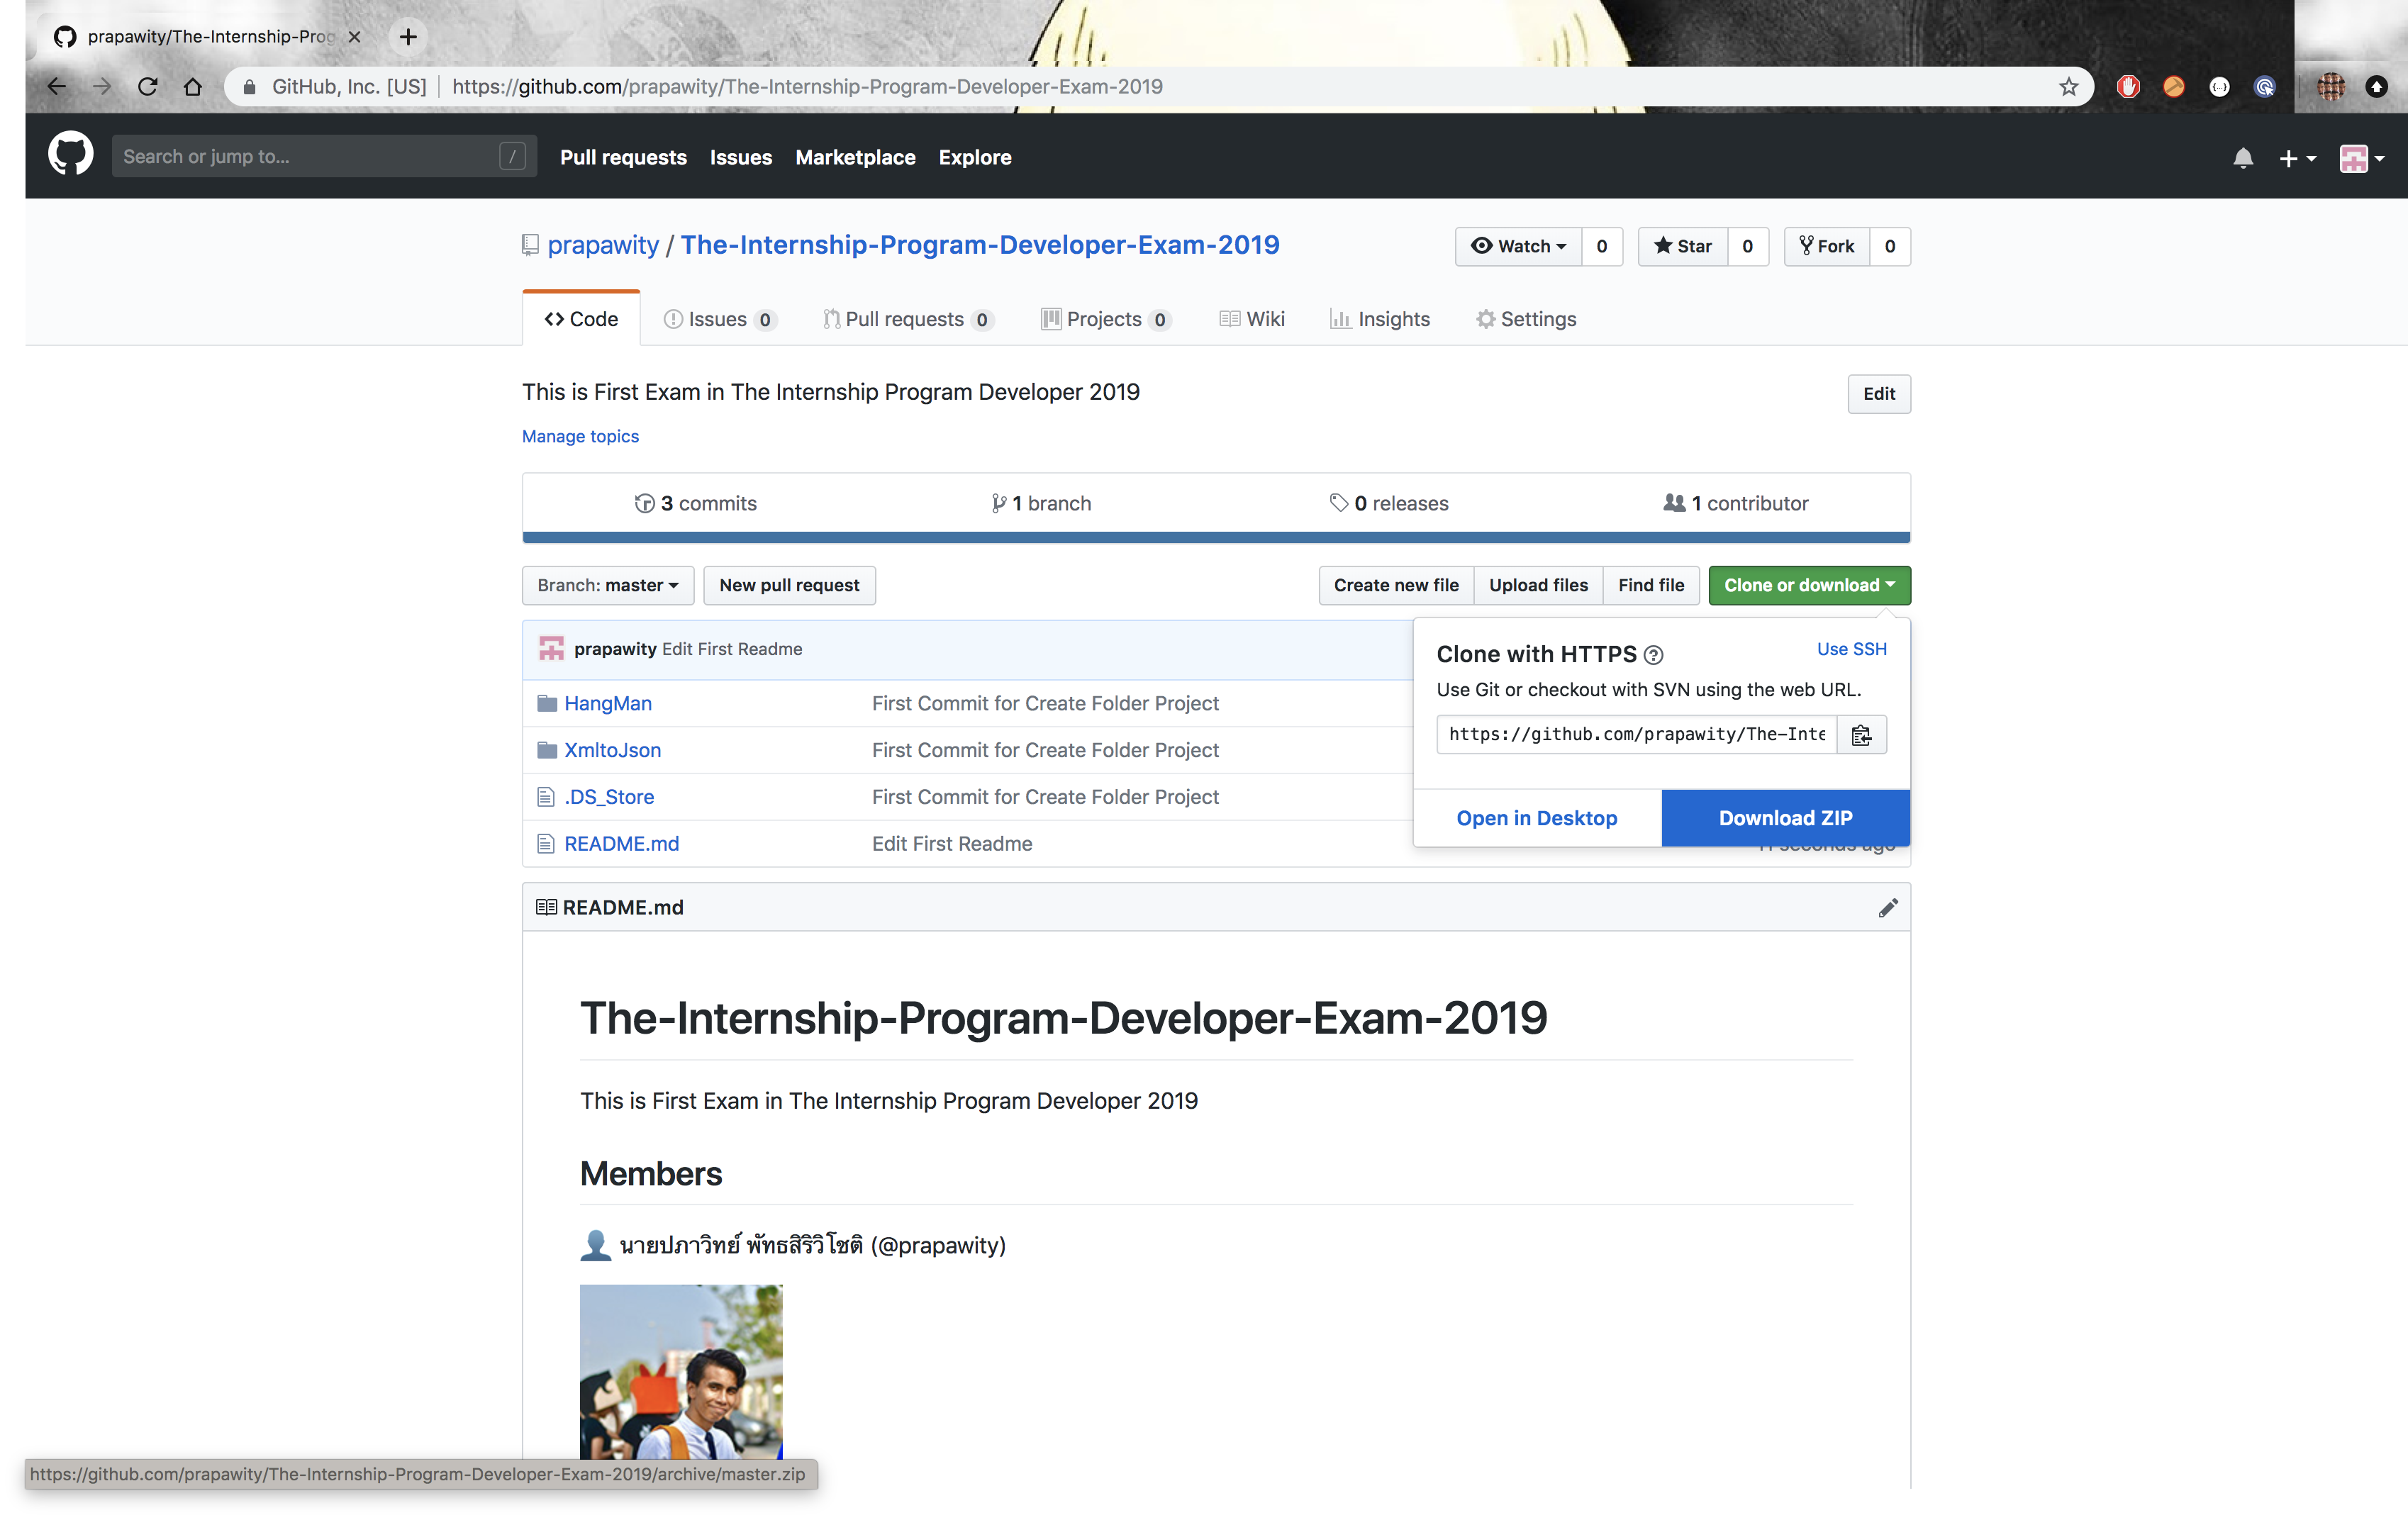 prapawity/The-Internship-Prog
GitHub, Inc. [US] https://github.com/prapawity/The-Internship-Program-Developer-Exam-2019
Search or jump to... / Pull requests Issues Marketplace Explore
prapawity / The-Internship-Program-Developer-Exam-2019
Watch 0 Star 0 Fork 0
Code Issues 0 Pull requests 0 Projects 0 Wiki Insights Settings
This is First Exam in The Internship Program Developer 2019
Edit
Manage topics
3 commits 1 branch 0 releases 1 contributor
Branch: master New pull request Create new file Upload files Find file Clone or download
prapawity Edit First Readme
HangMan First Commit for Create Folder Project
XmltoJson First Commit for Create Folder Project
.DS_Store First Commit for Create Folder Project
README.md Edit First Readme
Clone with HTTPS ? Use SSH
Use Git or checkout with SVN using the web URL.
https://github.com/prapawity/The-Inte
Open in Desktop Download ZIP
seconds ago
README.md
The-Internship-Program-Developer-Exam-2019
This is First Exam in The Internship Program Developer 2019
Members
นายปภาวิทย์ พัทธสิริวิโชติ (@prapawity)
https://github.com/prapawity/The-Internship-Program-Developer-Exam-2019/archive/master.zip